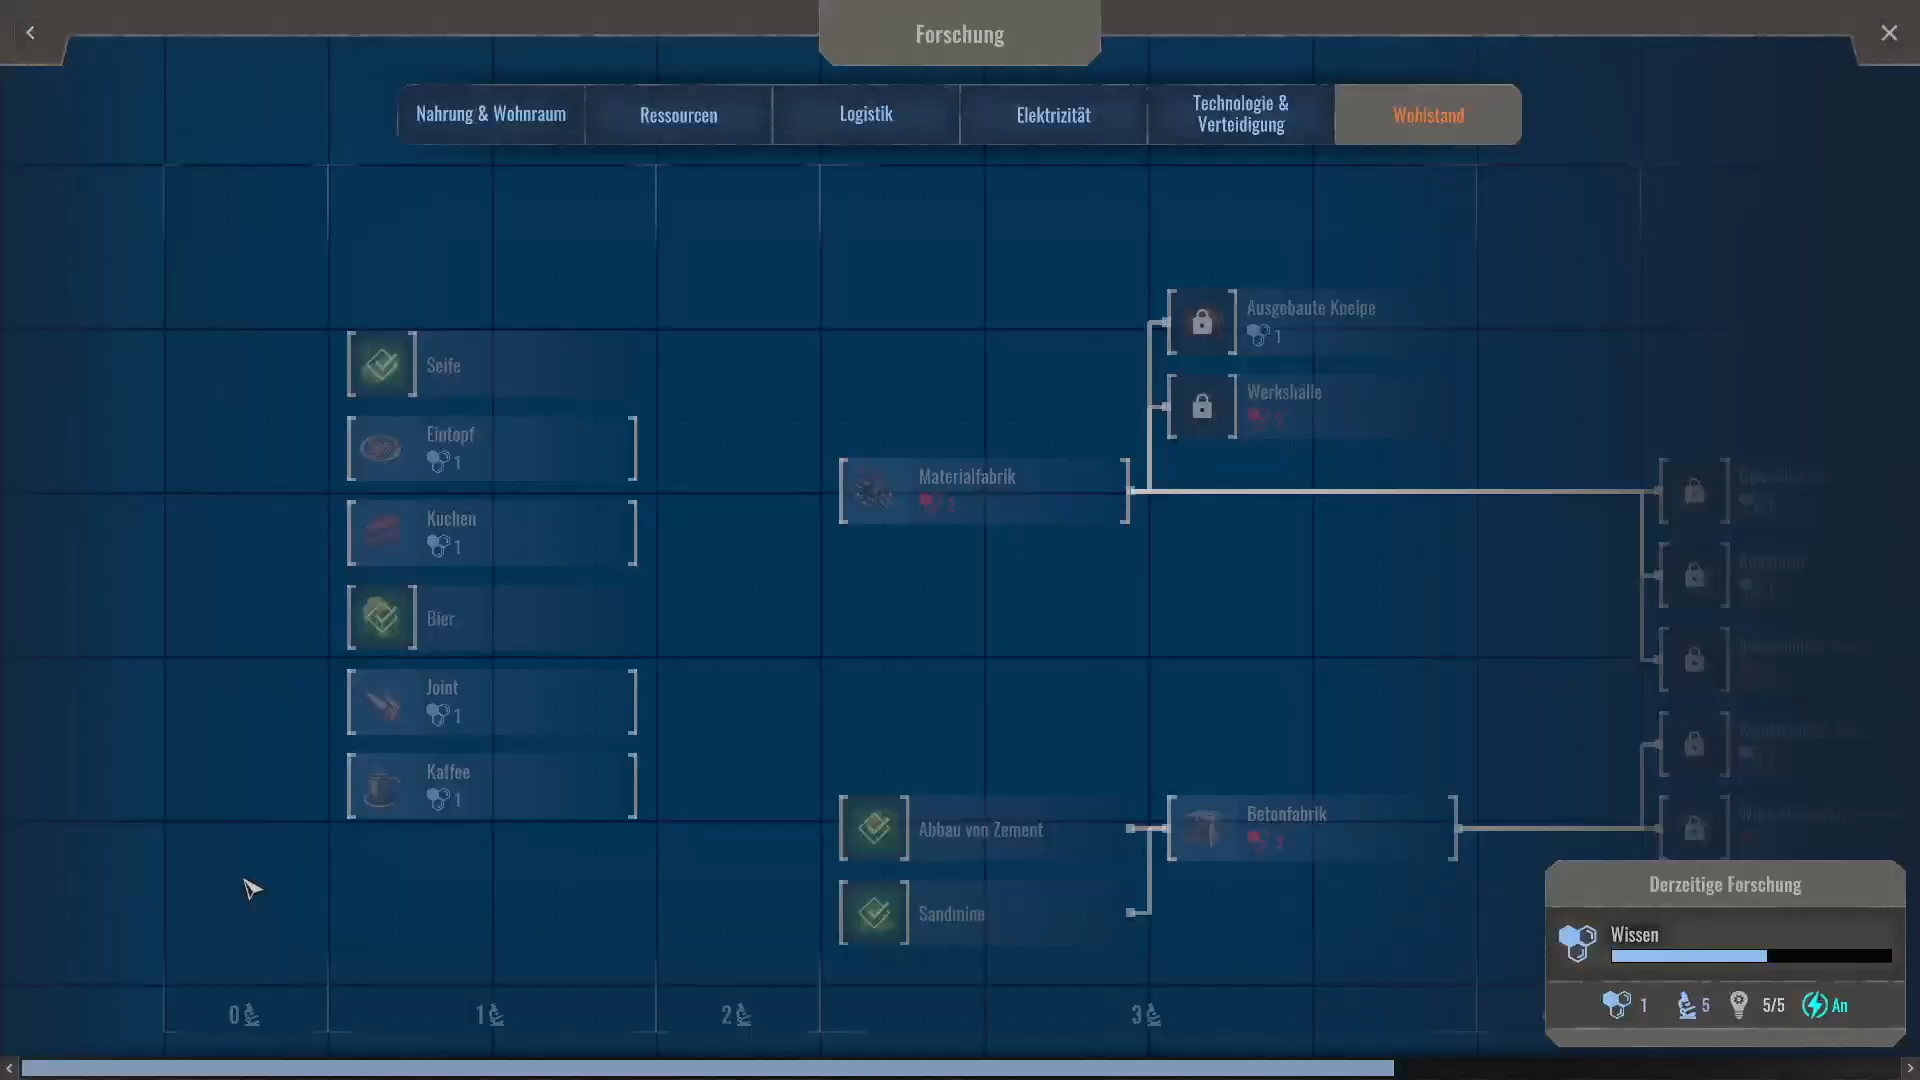 Forschung
Nahrung & Wohnraum
Ressourcen
Logistik
Elektrizität
Technologie &
Verteidigung
Wohlstand
Ausgebaute Kneipe
1
Seife
Werkshalle
Eintopf
1
Materialfabrik
Kuchen
1
Bier
Joint
1
Kaffee
1
Betonfabrik
Abbau von Zement
Sandmine
Derzeitige Forschung
Wissen
1 5 5/5 An
0
1
2
3